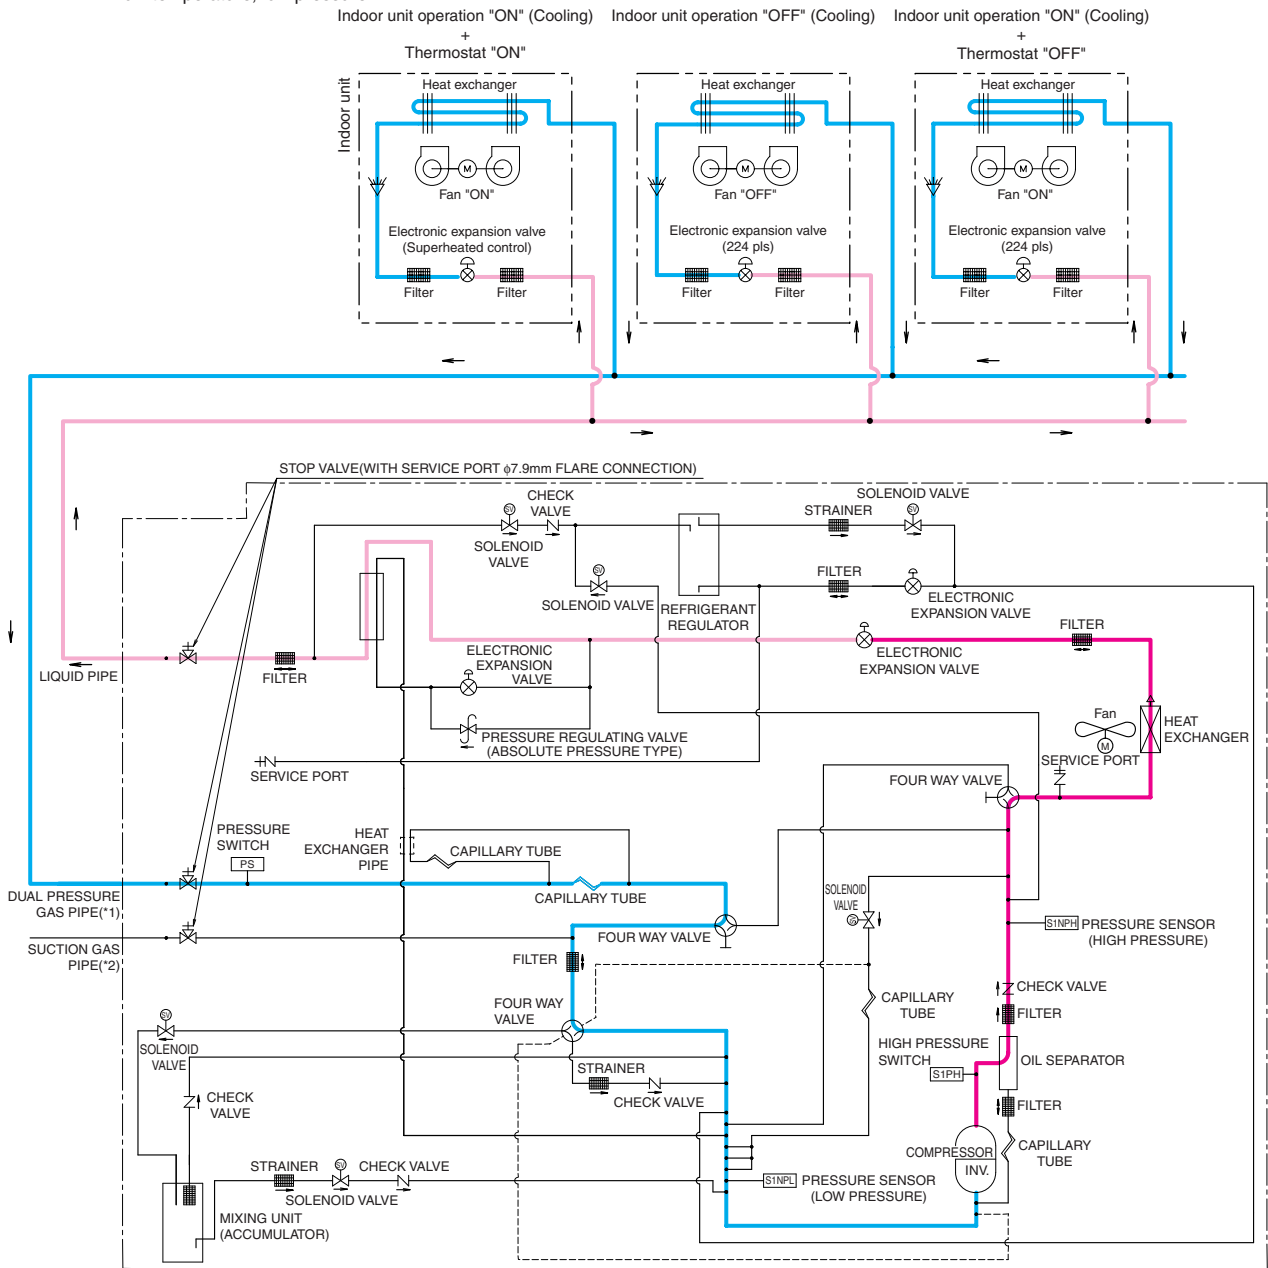 Indoor unit operation "ON" (Cooling)
+
Thermostat "ON"
Indoor unit operation "OFF" (Cooling)
Indoor unit operation "ON" (Cooling)
+
Thermostat "OFF"
Indoor unit
Heat exchanger
M
Fan "ON"
Electronic expansion valve
(Superheated control)
Filter
Filter
Heat exchanger
M
Fan "OFF"
Electronic expansion valve
(224 pls)
Filter
Filter
Heat exchanger
M
Fan "ON"
Electronic expansion valve
(224 pls)
Filter
Filter
STOP VALVE(WITH SERVICE PORT φ7.9mm FLARE CONNECTION)
SV
SOLENOID
VALVE
CHECK
VALVE
SV
SOLENOID VALVE
REFRIGERANT
REGULATOR
STRAINER
SOLENOID VALVE
SV
FILTER
ELECTRONIC
EXPANSION VALVE
LIQUID PIPE
FILTER
ELECTRONIC
EXPANSION
VALVE
PRESSURE REGULATING VALVE
(ABSOLUTE PRESSURE TYPE)
ELECTRONIC
EXPANSION VALVE
FILTER
Fan
M
HEAT
EXCHANGER
SERVICE PORT
SERVICE PORT
FOUR WAY VALVE
PRESSURE
SWITCH
PS
HEAT
EXCHANGER
PIPE
CAPILLARY TUBE
CAPILLARY TUBE
DUAL PRESSURE
GAS PIPE(*1)
SUCTION GAS
PIPE(*2)
FOUR WAY VALVE
SOLENOID
VALVE
SV
S1NPH
PRESSURE SENSOR
(HIGH PRESSURE)
FILTER
FOUR WAY
VALVE
CAPILLARY
TUBE
CHECK VALVE
FILTER
SV
SOLENOID
VALVE
CHECK
VALVE
STRAINER
CHECK VALVE
HIGH PRESSURE
SWITCH
S1PH
OIL SEPARATOR
FILTER
COMPRESSOR
INV.
CAPILLARY
TUBE
STRAINER
SV
SOLENOID VALVE
CHECK VALVE
S1NPL
PRESSURE SENSOR
(LOW PRESSURE)
MIXING UNIT
(ACCUMULATOR)